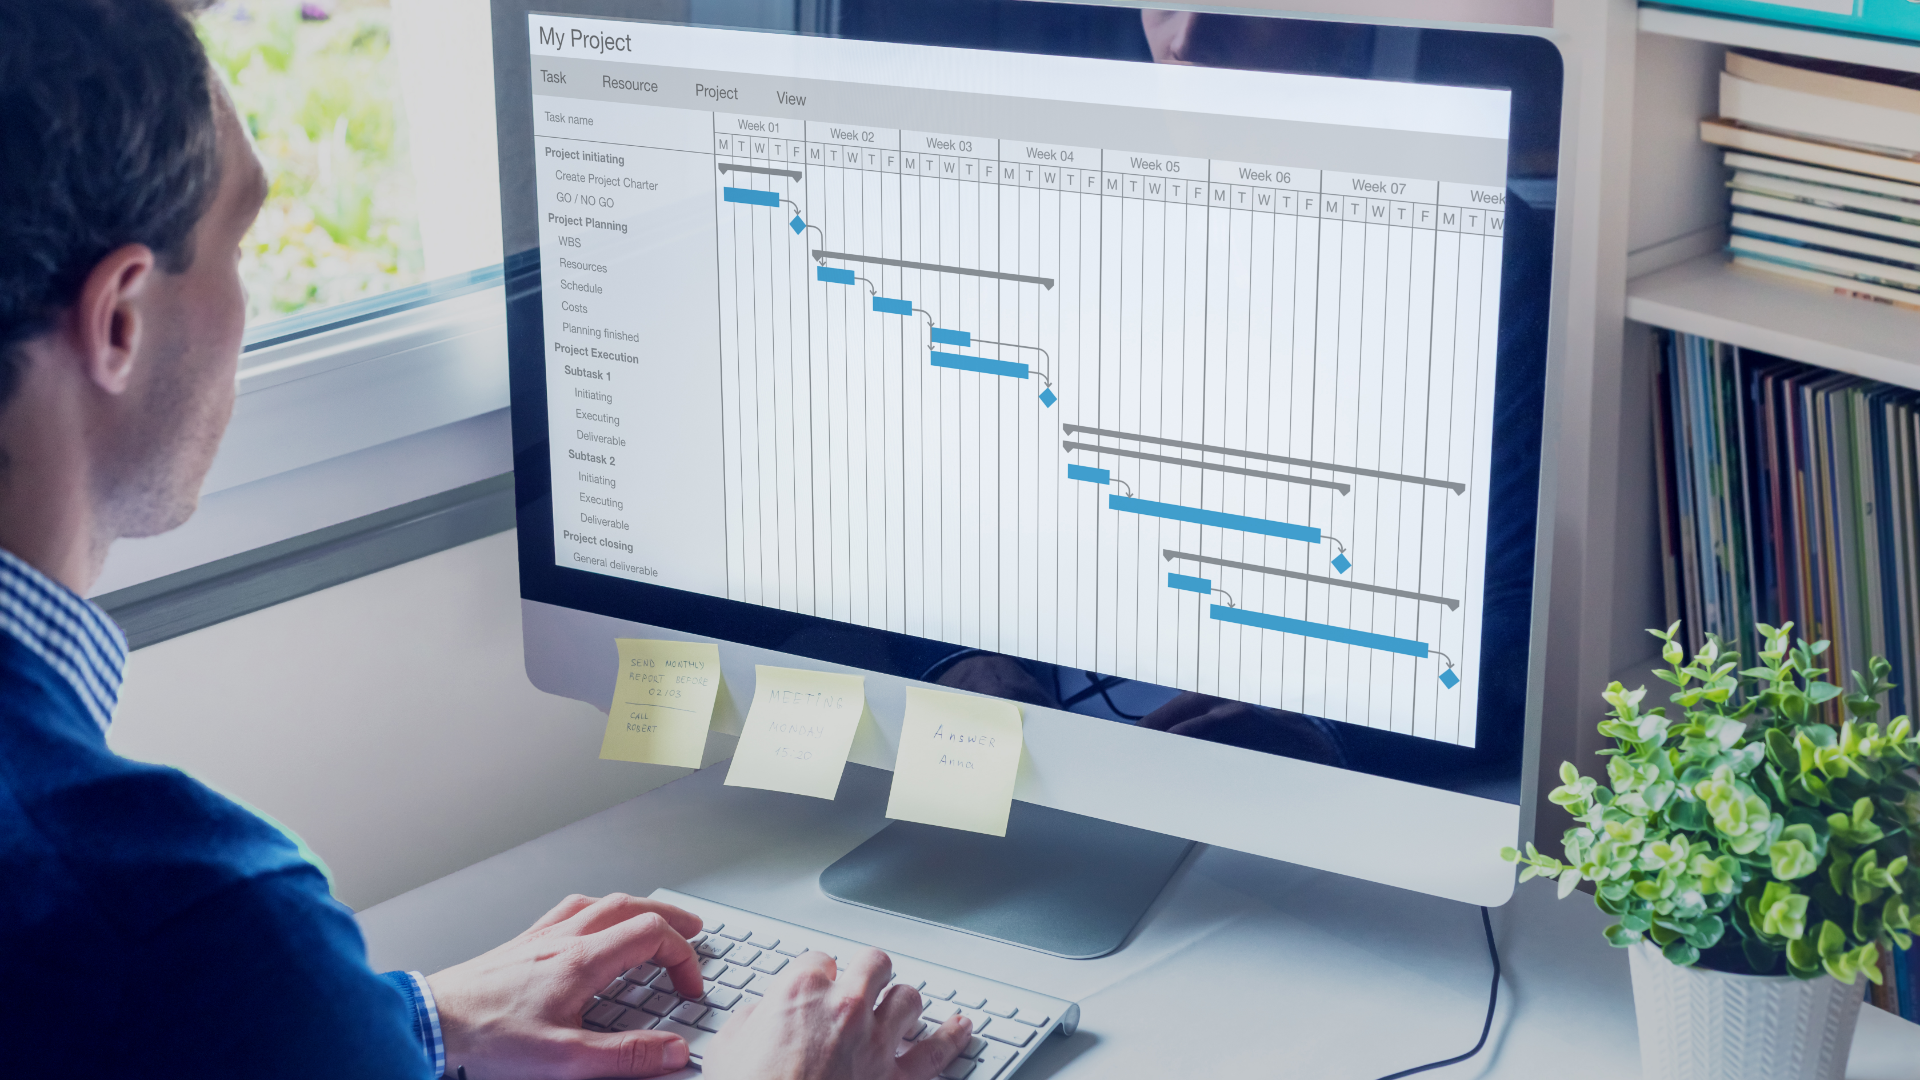 My Project
Task Resource Project View
Task name
Week 01 Week 02 Week 03 Week 04 Week 05 Week 06 Week 07 Week
M T W T F M T W T F M T W T F M T W T F M T W T F M T W T F M T W T F M T W
Project initiating
Create Project Charter
GO / NO GO
Project Planning
WBS
Resources
Schedule
Costs
Planning finished
Project Execution
Subtask 1
Initiating
Executing
Deliverable
Subtask 2
Initiating
Executing
Deliverable
Project closing
General deliverable
SEND MONTHLY
REPORT BEFORE
02/03
CALL
ROBERT
MEETING
MONDAY
15:20
Answer
Anna